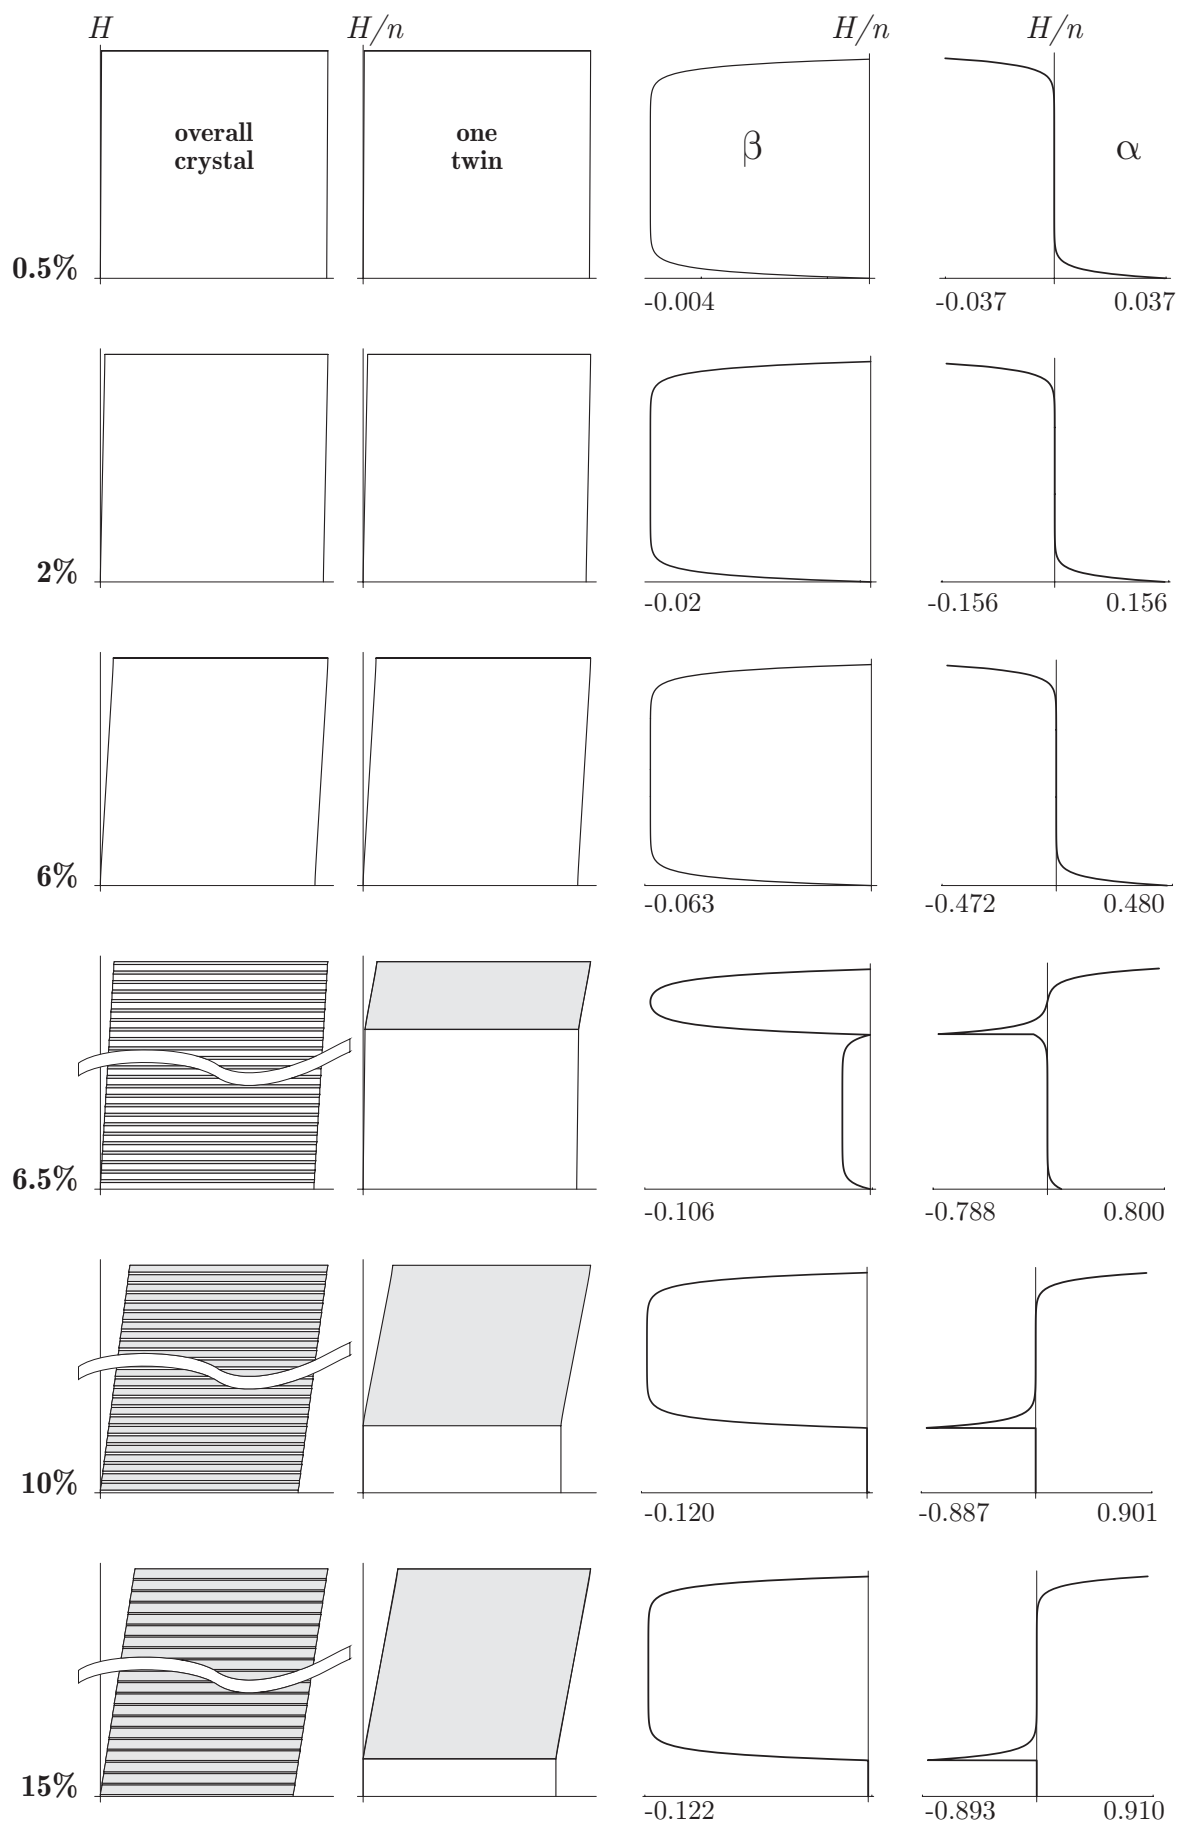 H H/n H/n H/n
overall one
crystal twin
β α
0.5%
-0.004 -0.037 0.037
2%
-0.02 -0.156 0.156
6%
-0.063 -0.472 0.480
6.5%
-0.106 -0.788 0.800
10%
-0.120 -0.887 0.901
15%
-0.122 -0.893 0.910